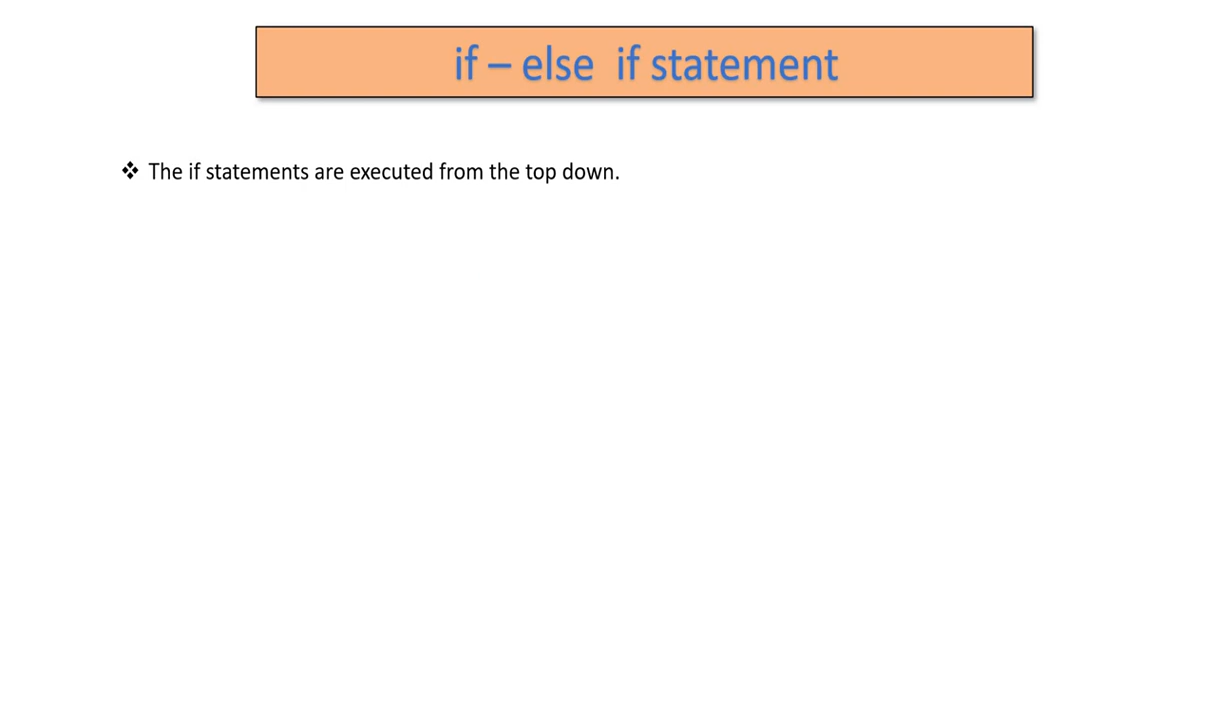 if – else if statement
❖ The if statements are executed from the top down.